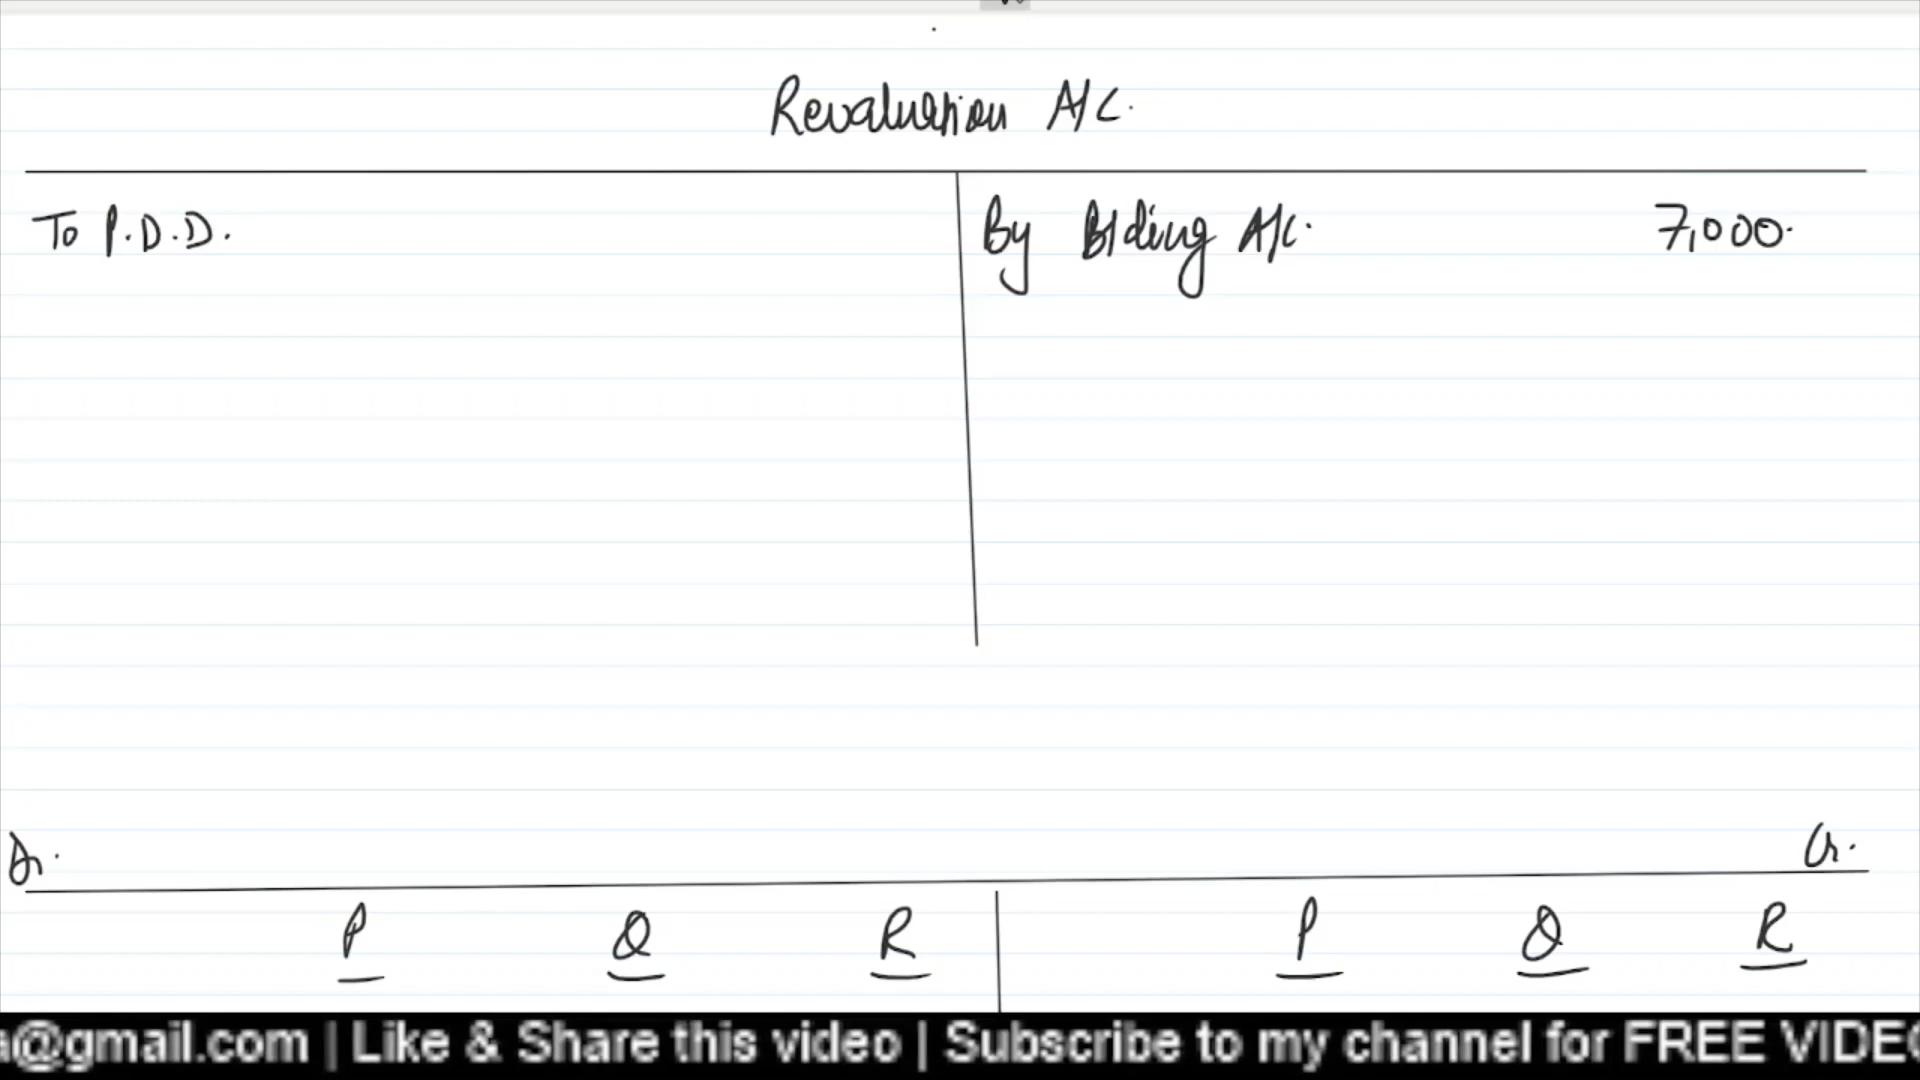 Revaluation A/C.
To P.D.D.
By Blding A/c. 7,000.
Dr. Cr.
P Q R P Q R
a@gmail.com | Like & Share this video | Subscribe to my channel for FREE VIDEO